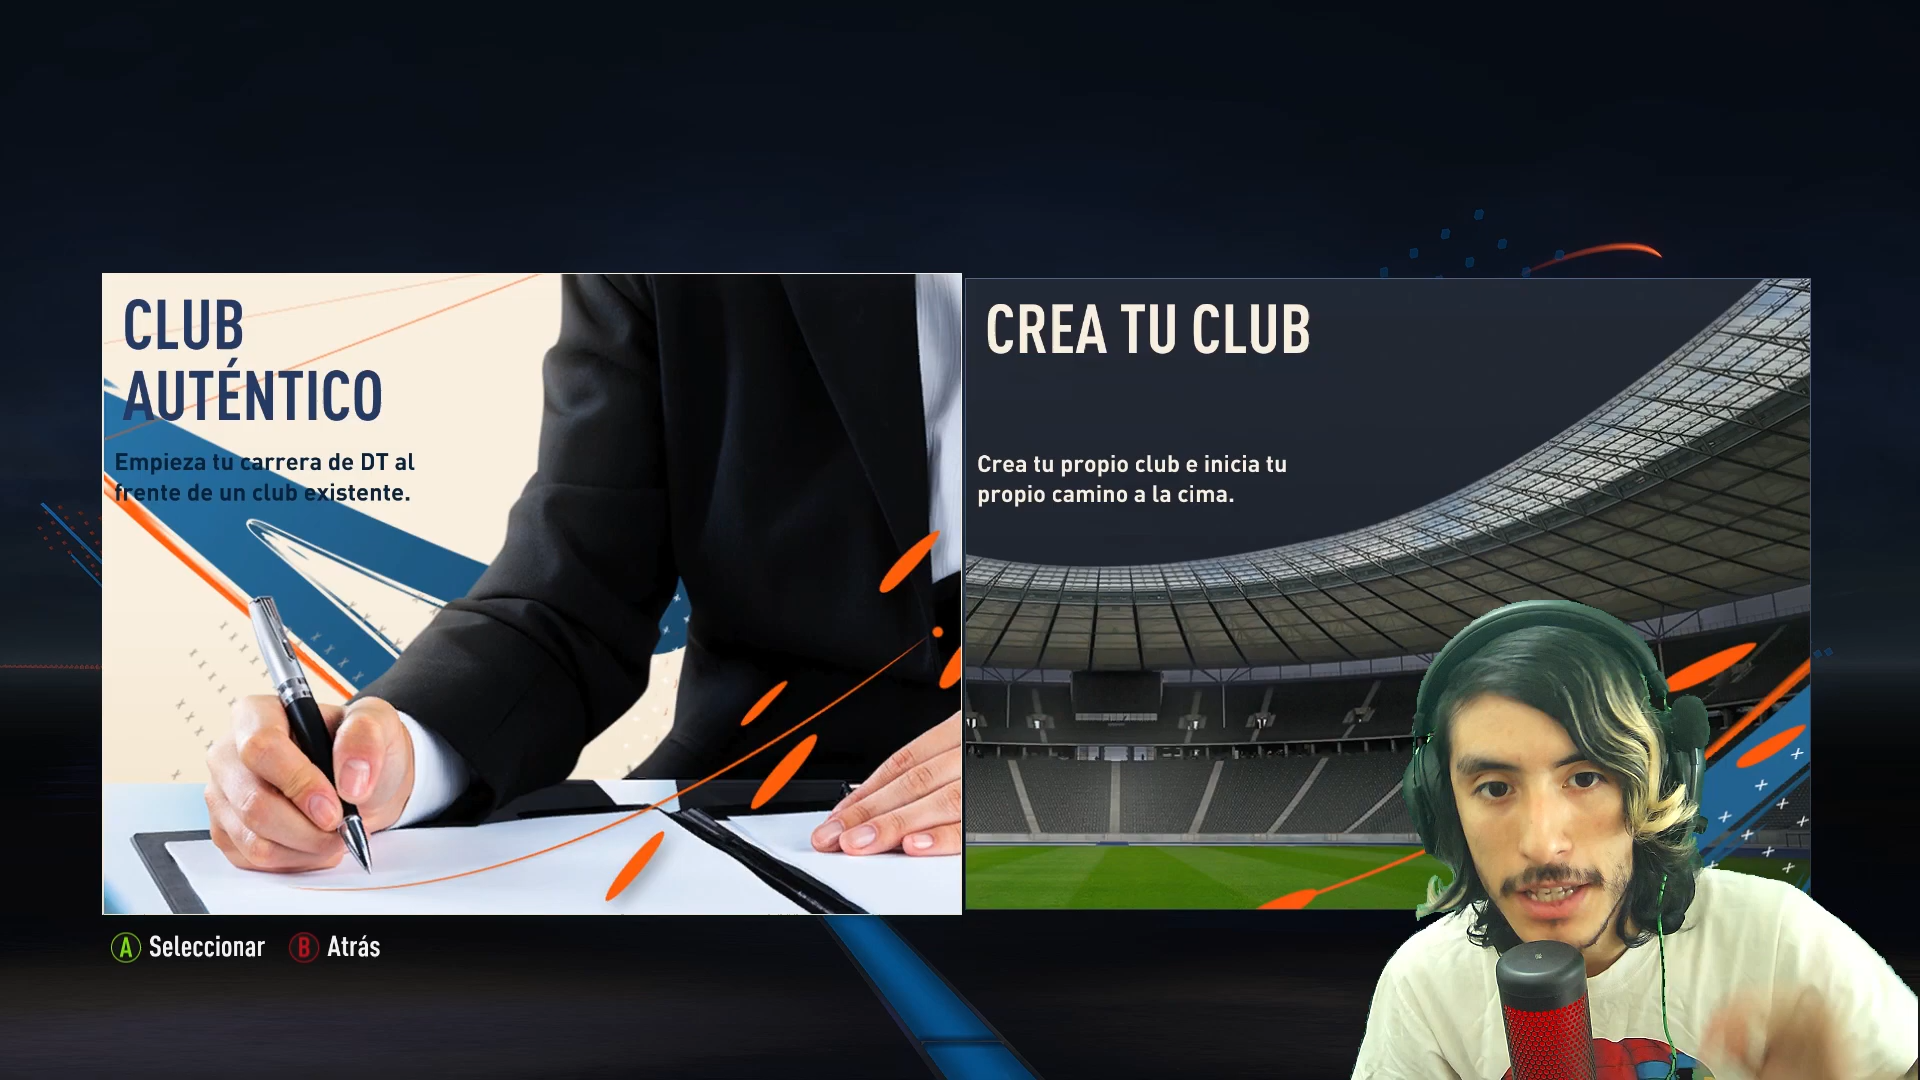 CLUB
AUTÉNTICO
Empieza tu carrera de DT al
frente de un club existente.
CREA TU CLUB
Crea tu propio club e inicia tu
propio camino a la cima.
A Seleccionar B Atrás